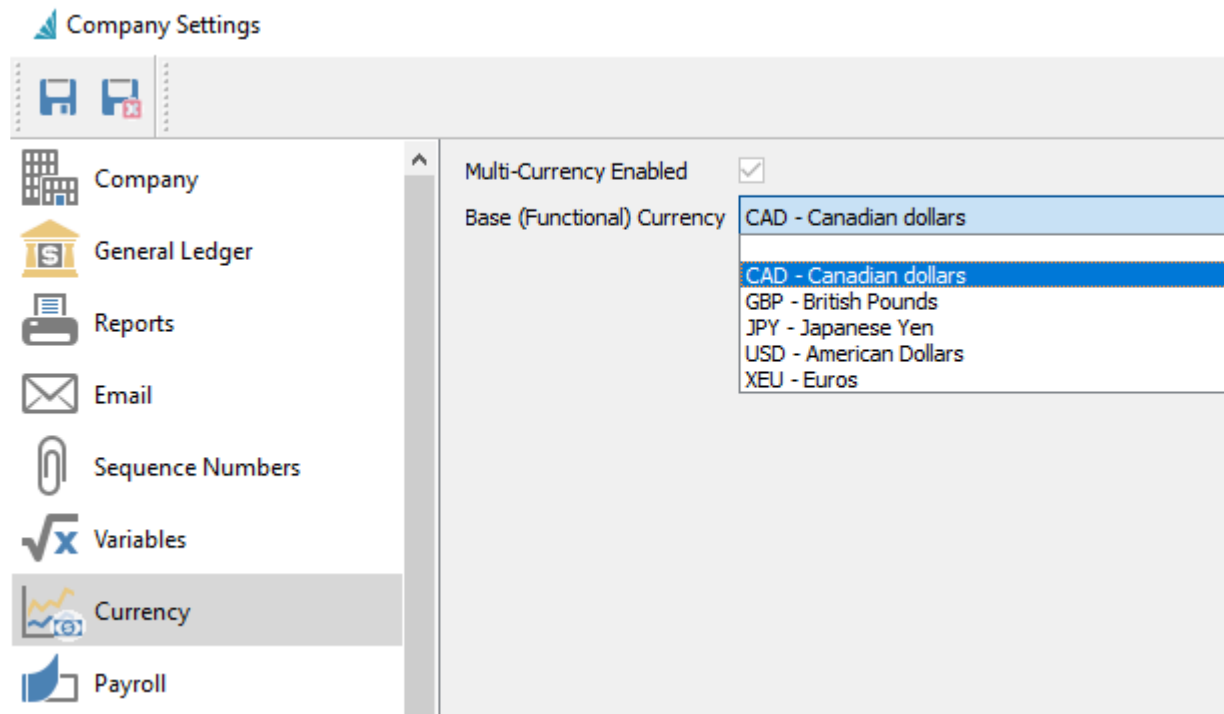 Company Settings
Company
General Ledger
Reports
Email
Sequence Numbers
Variables
Currency
Payroll
Multi-Currency Enabled
Base (Functional) Currency
CAD - Canadian dollars
CAD - Canadian dollars
GBP - British Pounds
JPY - Japanese Yen
USD - American Dollars
XEU - Euros